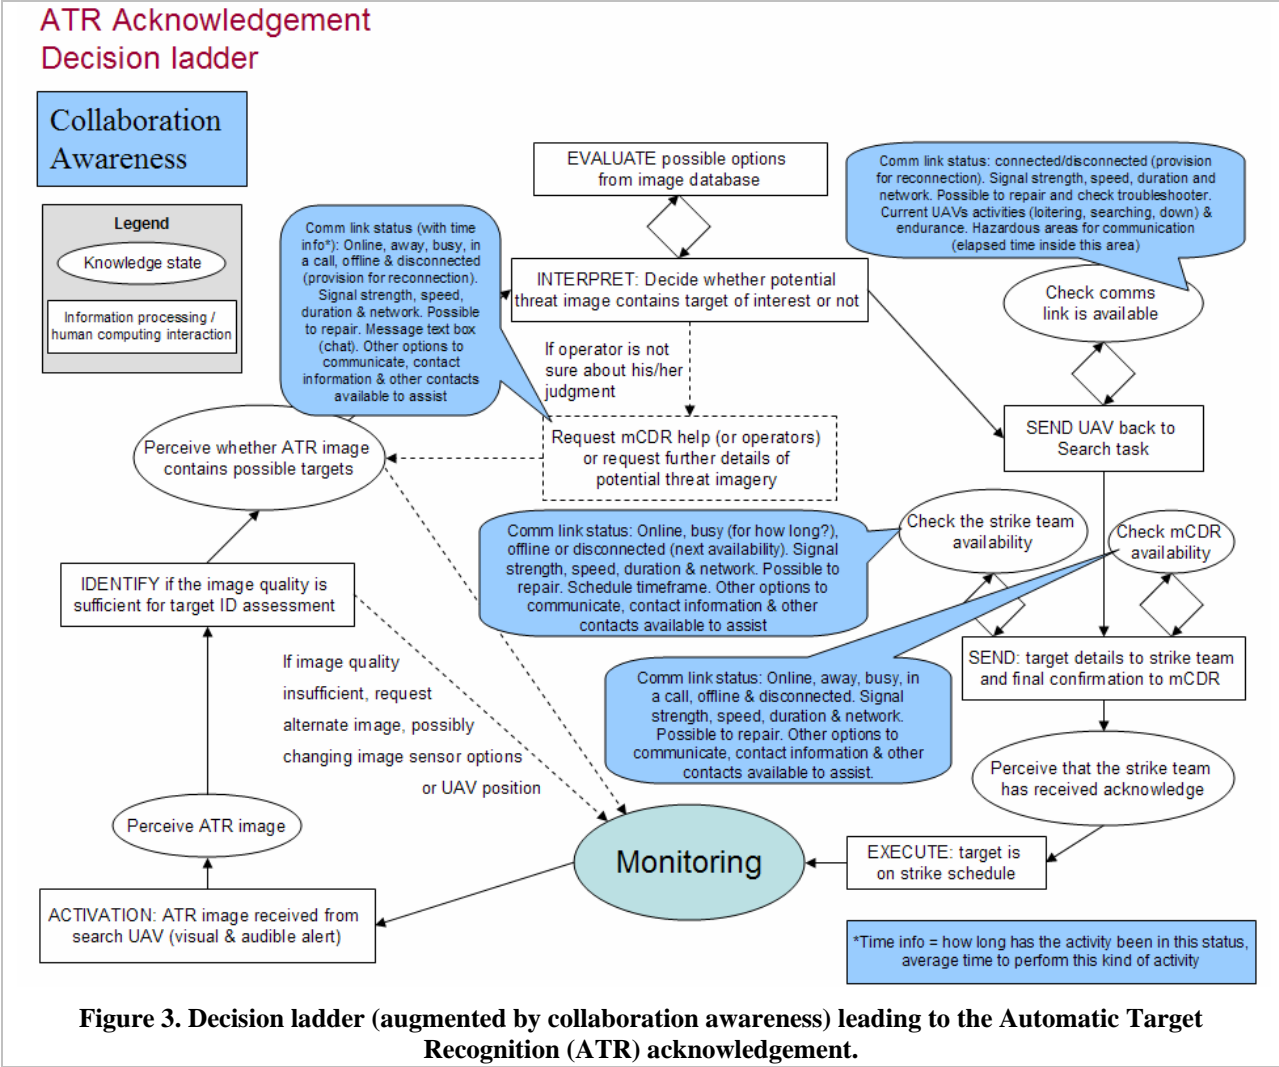 ATR Acknowledgement
Decision ladder
Collaboration
Awareness
Legend
Knowledge state
Information processing /
human computing interaction
Comm link status (with time
info*): Online, away, busy, in
a call, offline & disconnected
(provision for reconnection).
Signal strength, speed,
duration & network. Possible
to repair. Message text box
(chat). Other options to
communicate, contact
information & other contacts
available to assist
EVALUATE possible options
from image database
Comm link status: connected/disconnected (provision
for reconnection). Signal strength, speed, duration and
network. Possible to repair and check troubleshooter.
Current UAVs activities (loitering, searching, down) &
endurance. Hazardous areas for communication
(elapsed time inside this area)
INTERPRET: Decide whether potential
threat image contains target of interest or not
Check comms
link is available
If operator is not
sure about his/her
judgment
Perceive whether ATR image
contains possible targets
Request mCDR help (or operators)
or request further details of
potential threat imagery
SEND UAV back to
Search task
Comm link status: Online, busy (for how long?),
offline or disconnected (next availability). Signal
strength, speed, duration & network. Possible to
repair. Schedule timeframe. Other options to
communicate, contact information & other
contacts available to assist
Check the strike team
availability
Check mCDR
availability
IDENTIFY if the image quality is
sufficient for target ID assessment
If image quality
insufficient, request
alternate image, possibly
changing image sensor options
or UAV position
Comm link status: Online, away, busy, in
a call, offline & disconnected. Signal
strength, speed, duration & network.
Possible to repair. Other options to
communicate, contact information & other
contacts available to assist.
SEND: target details to strike team
and final confirmation to mCDR
Perceive that the strike team
has received acknowledge
Perceive ATR image
Monitoring
EXECUTE: target is
on strike schedule
ACTIVATION: ATR image received from
search UAV (visual & audible alert)
*Time info = how long has the activity been in this status,
average time to perform this kind of activity
Figure 3. Decision ladder (augmented by collaboration awareness) leading to the Automatic Target
Recognition (ATR) acknowledgement.